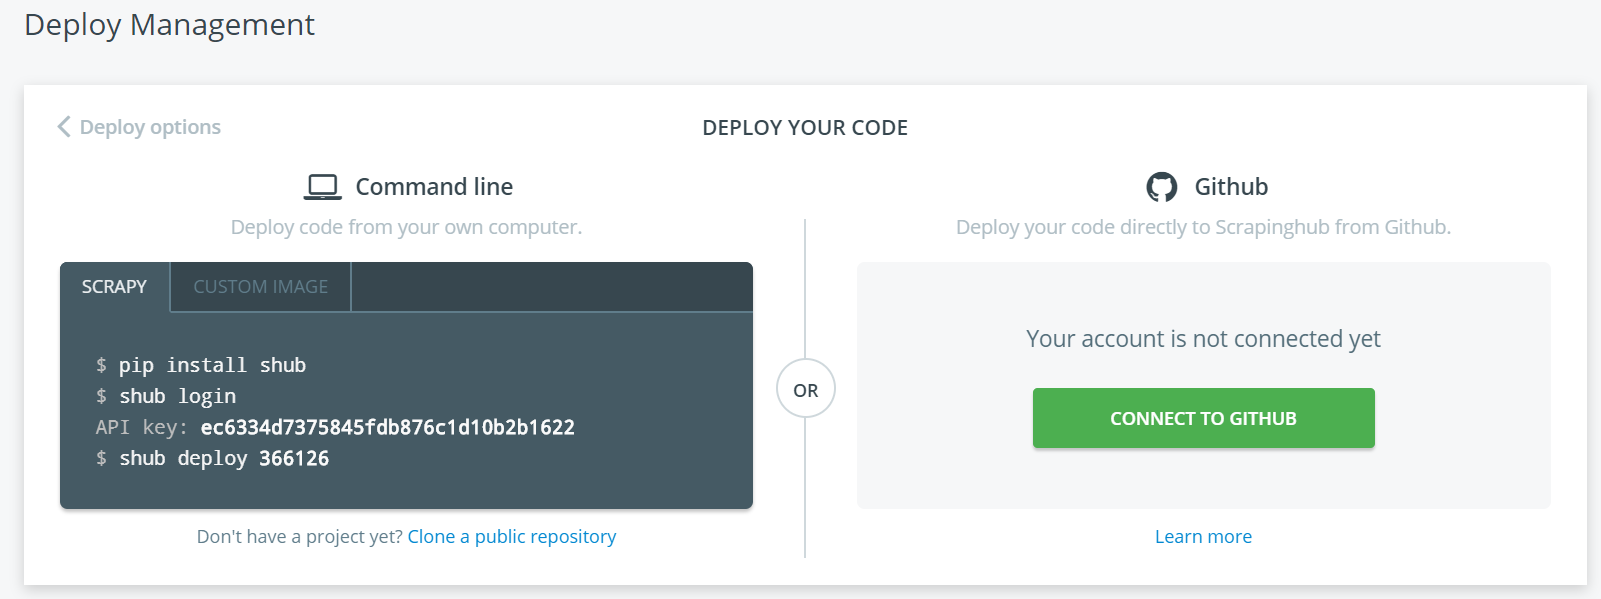 Deploy Management
Deploy options
DEPLOY YOUR CODE
Command line
Deploy code from your own computer.
SCRAPY
CUSTOM IMAGE
$ pip install shub
$ shub login
API key: ec6334d7375845fdb876c1d10b2b1622
$ shub deploy 366126
Don't have a project yet? Clone a public repository
OR
Github
Deploy your code directly to Scrapinghub from Github.
Your account is not connected yet
CONNECT TO GITHUB
Learn more